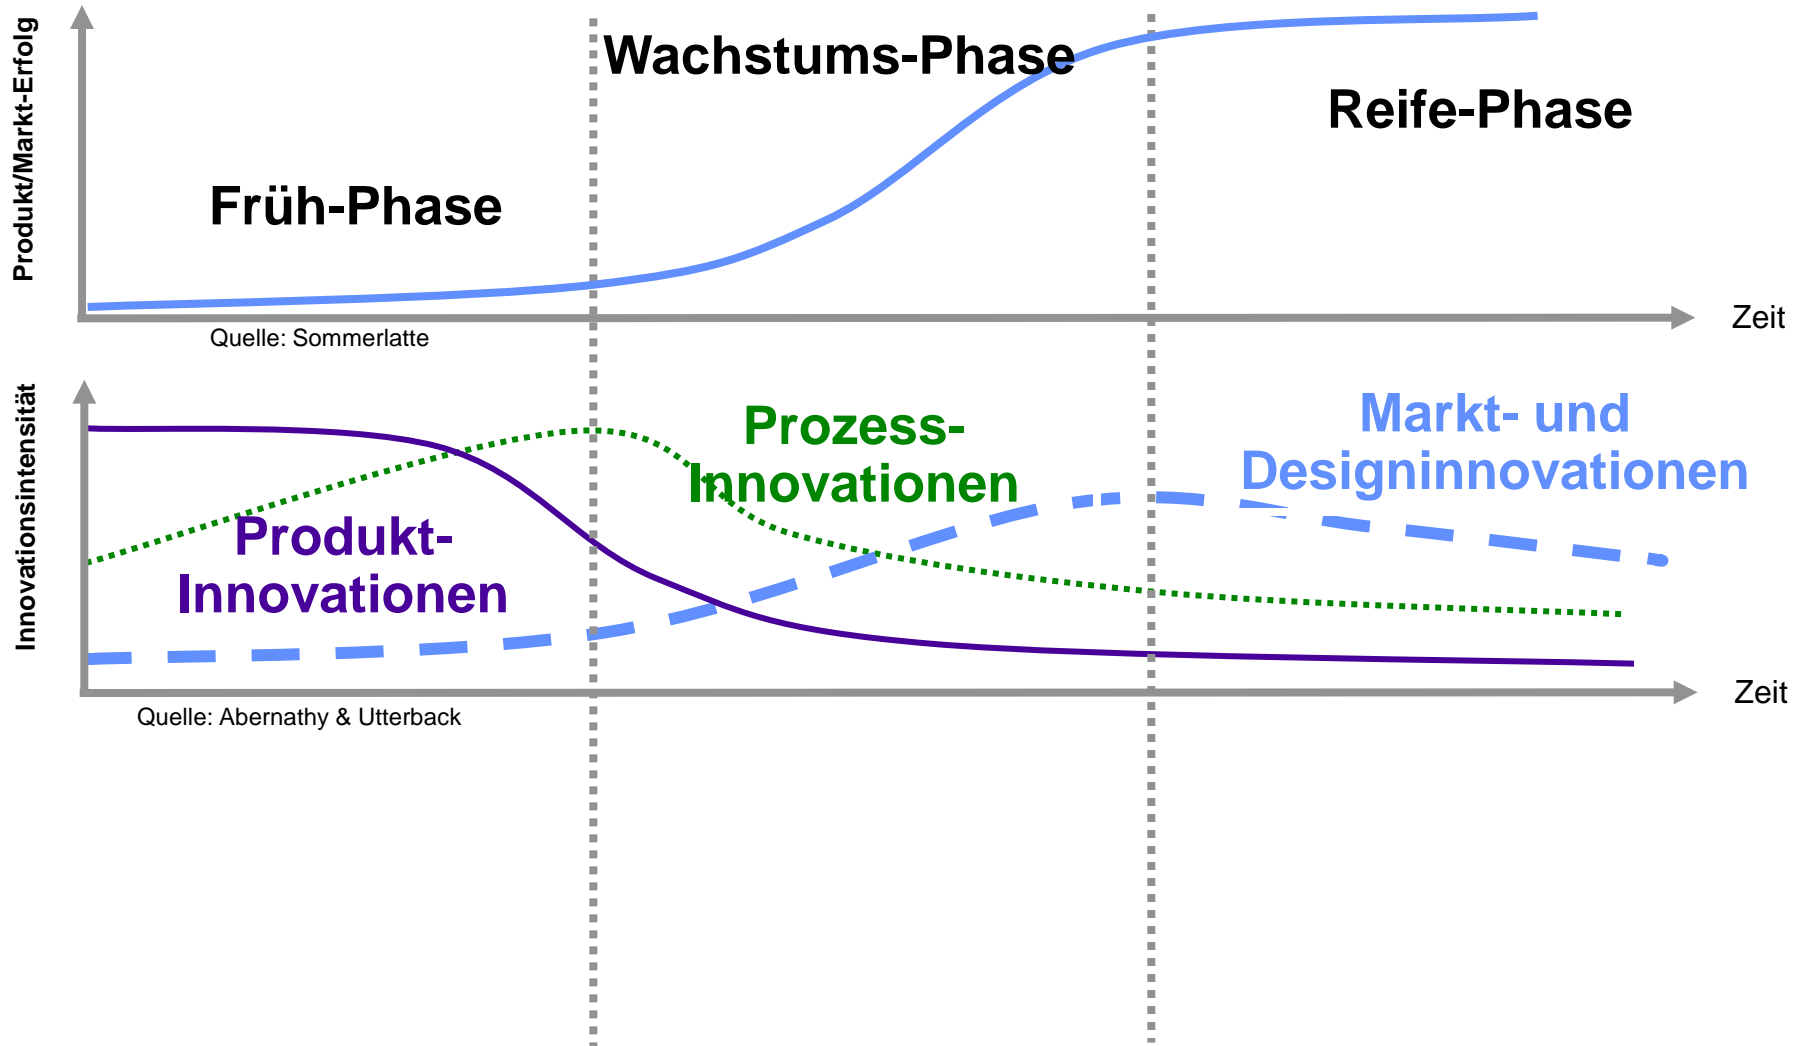 Produkt/Markt-Erfolg
Wachstums-Phase
Reife-Phase
Früh-Phase
Zeit
Quelle: Sommerlatte
Innovationsintensität
Prozess-
Innovationen
Markt- und
Designinnovationen
Produkt-
Innovationen
Zeit
Quelle: Abernathy & Utterback